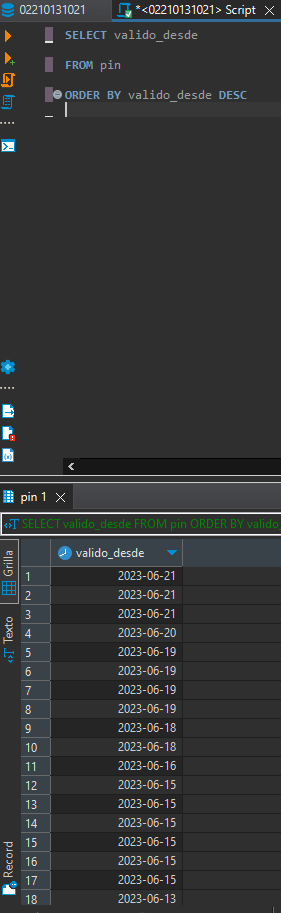 02210131021
*<02210131021> Script
SELECT valido_desde
FROM pin
ORDER BY valido_desde DESC
pin 1
SELECT valido_desde FROM pin ORDER BY valido_
Grilla
Texto
Record
valido_desde
1 2023-06-21
2 2023-06-21
3 2023-06-21
4 2023-06-20
5 2023-06-19
6 2023-06-19
7 2023-06-19
8 2023-06-19
9 2023-06-18
10 2023-06-18
11 2023-06-16
12 2023-06-15
13 2023-06-15
14 2023-06-15
15 2023-06-15
16 2023-06-15
17 2023-06-15
18 2023-06-13